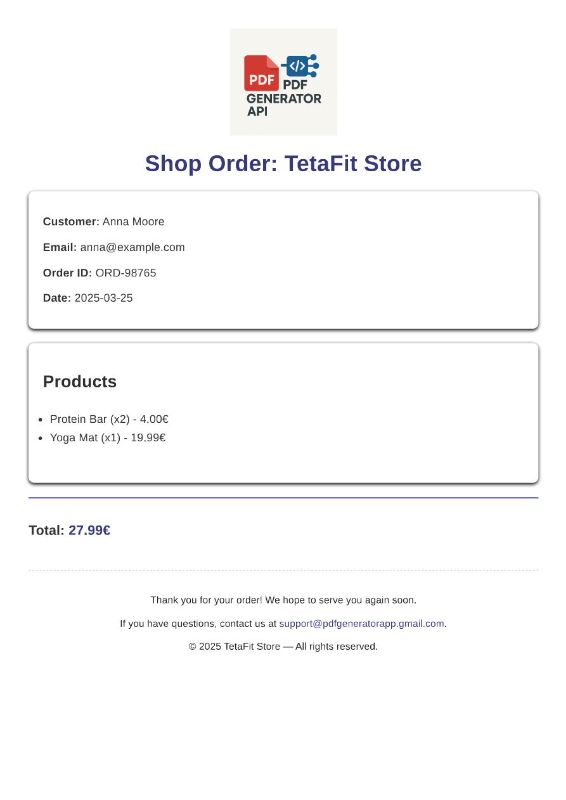 PDF </> PDF
GENERATOR
API
Shop Order: TetaFit Store
Customer: Anna Moore
Email: anna@example.com
Order ID: ORD-98765
Date: 2025-03-25
Products
• Protein Bar (x2) - 4.00€
• Yoga Mat (x1) - 19.99€
Total: 27.99€
Thank you for your order! We hope to serve you again soon.
If you have questions, contact us at support@pdfgeneratorapp.gmail.com.
© 2025 TetaFit Store — All rights reserved.